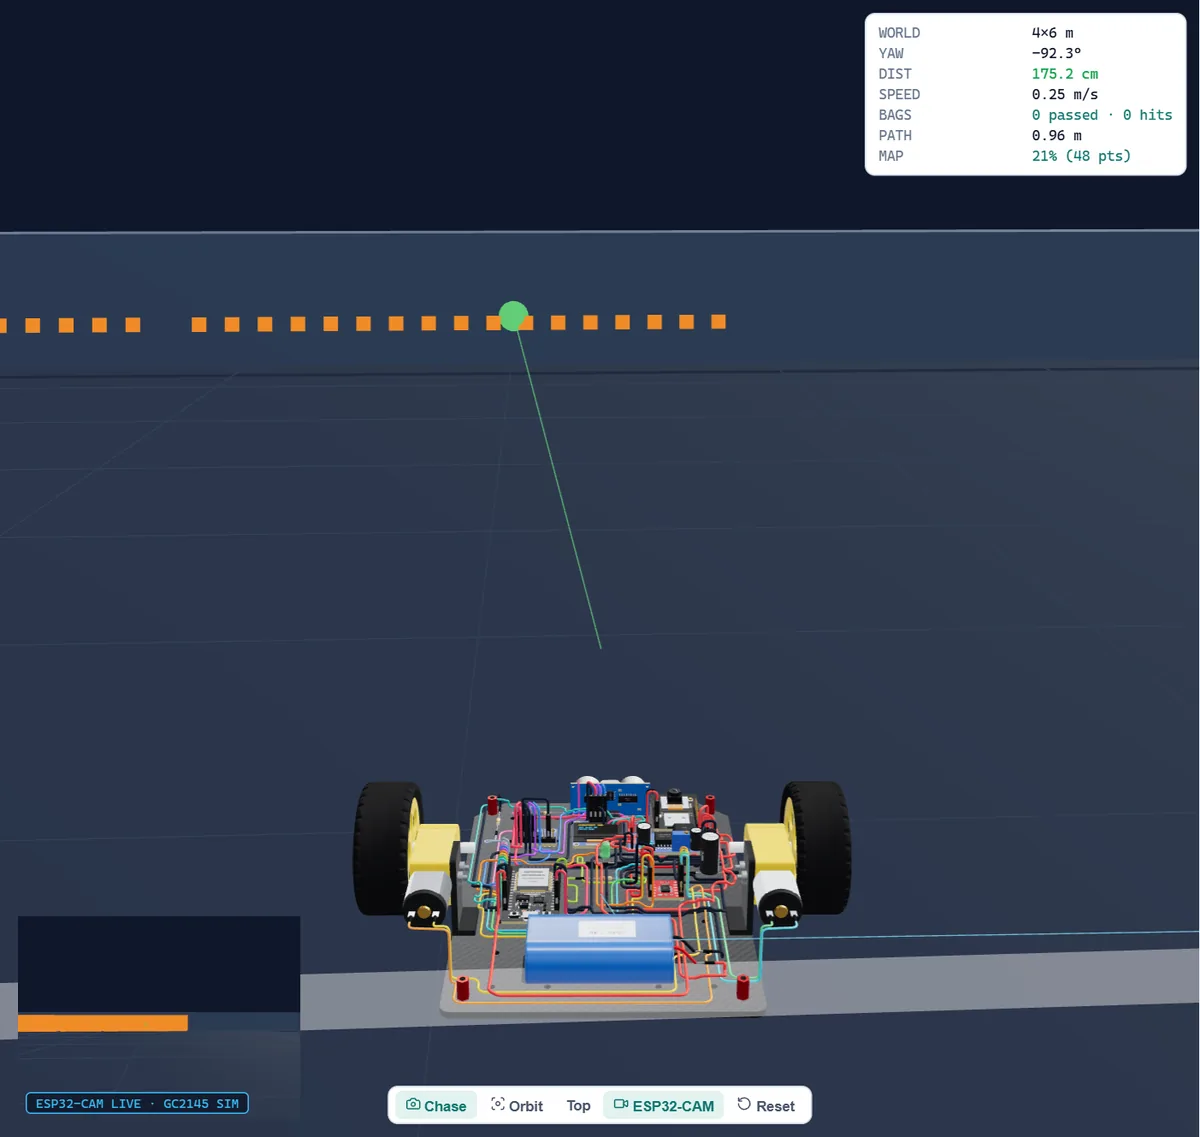 WORLD 4×6 m
YAW −92.3°
DIST 175.2 cm
SPEED 0.25 m/s
BAGS 0 passed · 0 hits
PATH 0.96 m
MAP 21% (48 pts)
ESP32−CAM LIVE · GC2145 SIM
Chase Orbit Top ESP32-CAM Reset